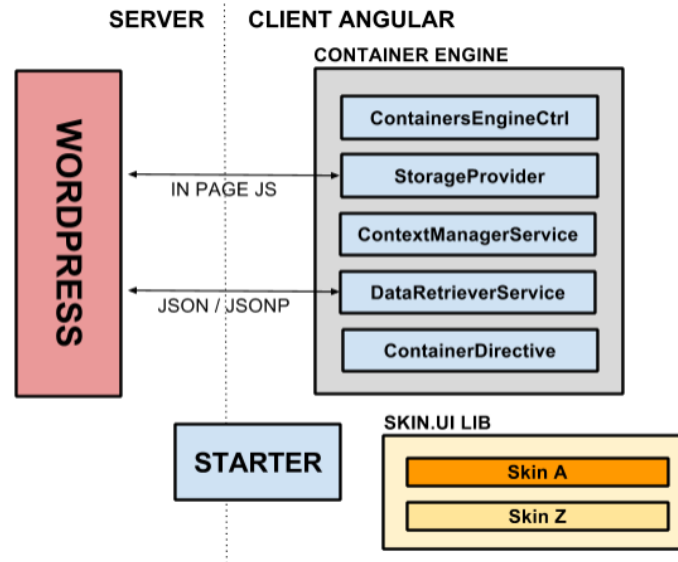 SERVER
CLIENT ANGULAR
CONTAINER ENGINE
WORDPRESS
ContainersEngineCtrl
StorageProvider
IN PAGE JS
ContextManagerService
DataRetrieverService
JSON / JSONP
ContainerDirective
STARTER
SKIN.UI LIB
Skin A
Skin Z